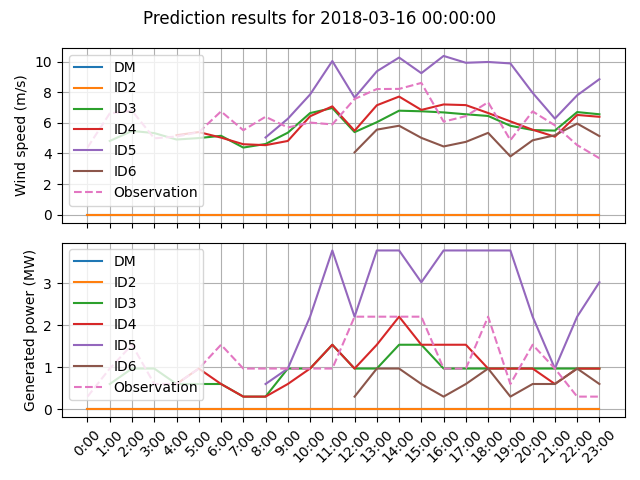 Prediction results for 2018-03-16 00:00:00
Wind speed (m/s)
10
8
6
4
2
0
DM
ID2
ID3
ID4
ID5
ID6
Observation
Generated power (MW)
3
2
1
0
DM
ID2
ID3
ID4
ID5
ID6
Observation
0:00
1:00
2:00
3:00
4:00
5:00
6:00
7:00
8:00
9:00
10:00
11:00
12:00
13:00
14:00
15:00
16:00
17:00
18:00
19:00
20:00
21:00
22:00
23:00